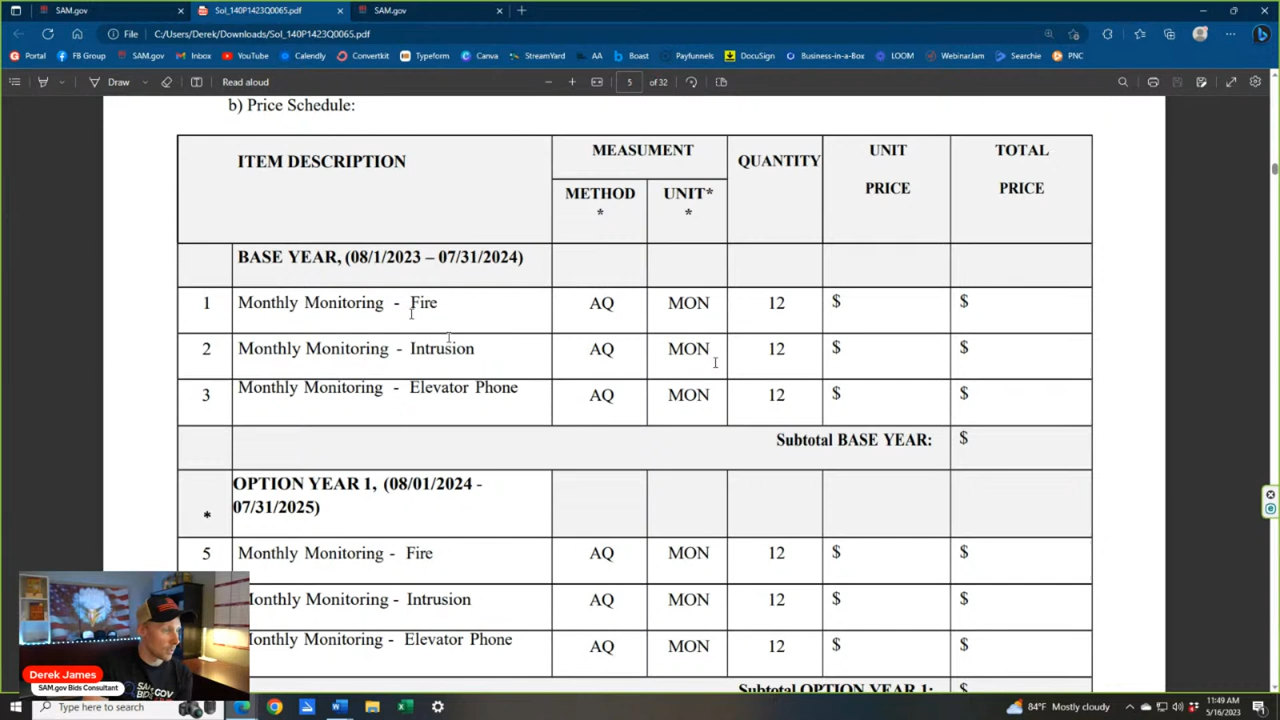 SAM.gov
Sol_140P1423Q0065.pdf
SAM.gov
File
C:/Users/Derek/Downloads/Sol_140P1423Q0065.pdf
Portal
FB Group
SAM.gov
Inbox
YouTube
Calendly
Convertkit
Typeform
Canva
StreamYard
AA
Boast
Payfunnels
DocuSign
Business-in-a-Box
LOOM
WebinarJam
Searchie
PNC
Draw
Read aloud
5 of 32
b) Price Schedule:
ITEM DESCRIPTION
MEASUMENT
QUANTITY
UNIT
PRICE
TOTAL
PRICE
METHOD
*
UNIT*
*
BASE YEAR, (08/1/2023 – 07/31/2024)
1 Monthly Monitoring - Fire AQ MON 12 $ $
2 Monthly Monitoring - Intrusion AQ MON 12 $ $
3 Monthly Monitoring - Elevator Phone AQ MON 12 $ $
Subtotal BASE YEAR: $
OPTION YEAR 1, (08/01/2024 -
* 07/31/2025)
5 Monthly Monitoring - Fire AQ MON 12 $ $
onthly Monitoring - Intrusion AQ MON 12 $ $
onthly Monitoring - Elevator Phone AQ MON 12 $ $
Subtotal OPTION YEAR 1: $
Derek James
SAM.gov Bids Consultant
SAM.GOV
Type here to search
84°F Mostly cloudy
11:49 AM
5/16/2023